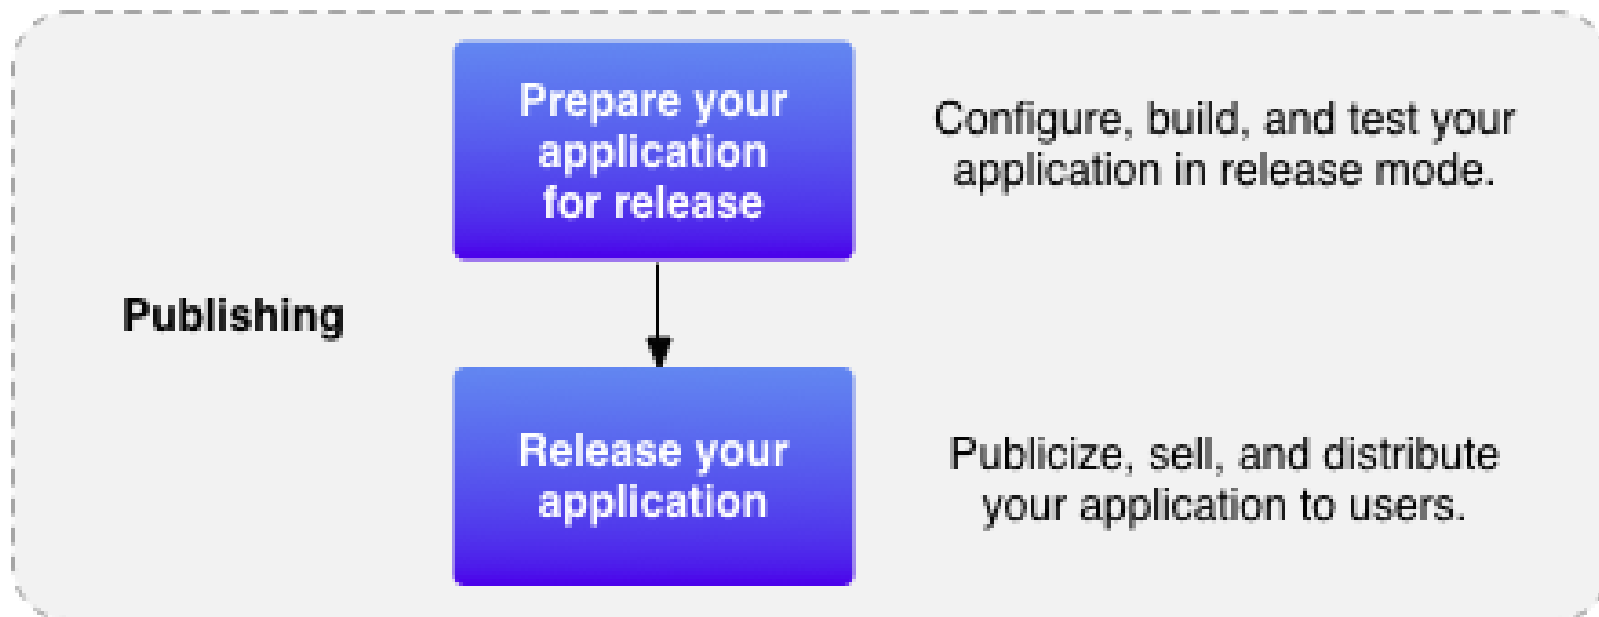 Prepare your
application
for release
Configure, build, and test your
application in release mode.
Publishing
Release your
application
Publicize, sell, and distribute
your application to users.